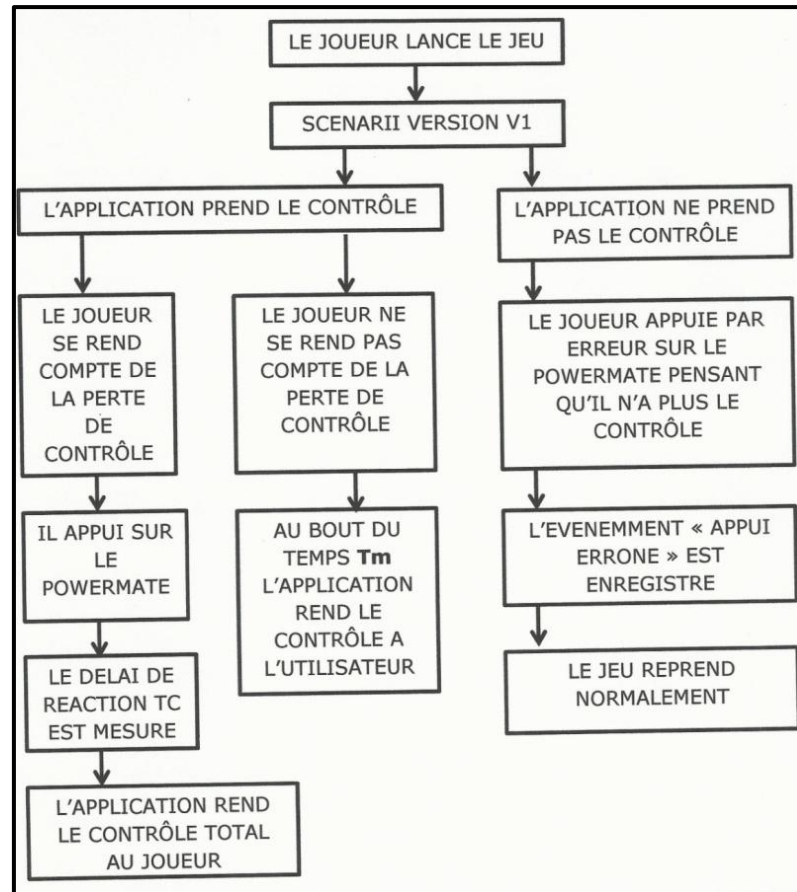 LE JOUEUR LANCE LE JEU
SCENARII VERSION V1
L'APPLICATION PREND LE CONTRÔLE
L'APPLICATION NE PREND
PAS LE CONTRÔLE
LE JOUEUR
SE REND
COMPTE DE
LA PERTE
DE
CONTRÔLE
LE JOUEUR NE
SE REND PAS
COMPTE DE LA
PERTE DE
CONTRÔLE
LE JOUEUR APPUIE PAR
ERREUR SUR LE
POWERMATE PENSANT
QU'IL N'A PLUS LE
CONTRÔLE
IL APPUI SUR
LE
POWERMATE
AU BOUT DU
TEMPS Tm
L'APPLICATION
REND LE
CONTRÔLE A
L'UTILISATEUR
L'EVENEMMENT « APPUI
ERRONE » EST
ENREGISTRE
LE DELAI DE
REACTION TC
EST MESURE
LE JEU REPREND
NORMALEMENT
L'APPLICATION REND
LE CONTRÔLE TOTAL
AU JOUEUR